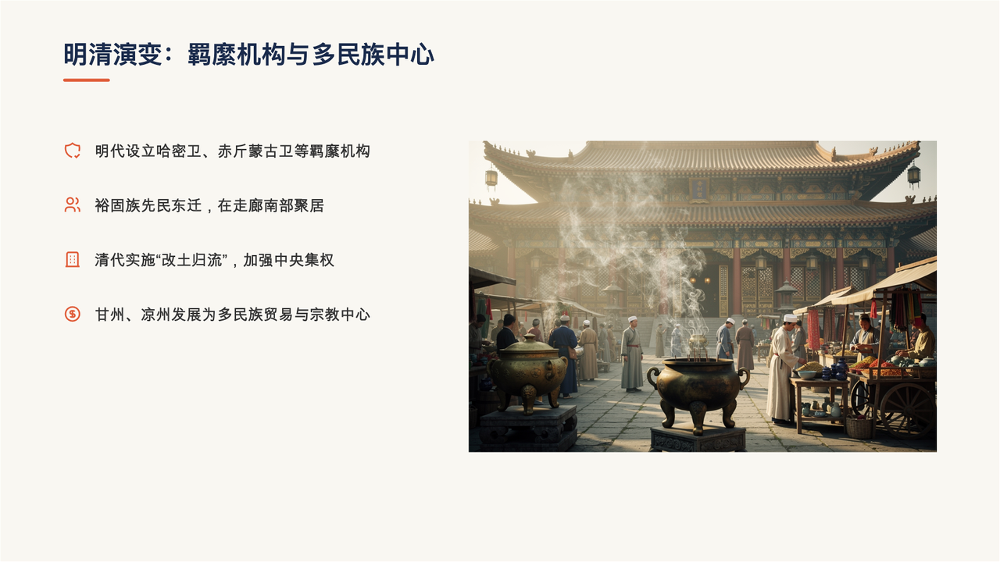 明清演变：羁縻机构与多民族中心
明代设立哈密卫、赤斤蒙古卫等羁縻机构
裕固族先民东迁，在走廊南部聚居
清代实施“改土归流”，加强中央集权
甘州、凉州发展为多民族贸易与宗教中心